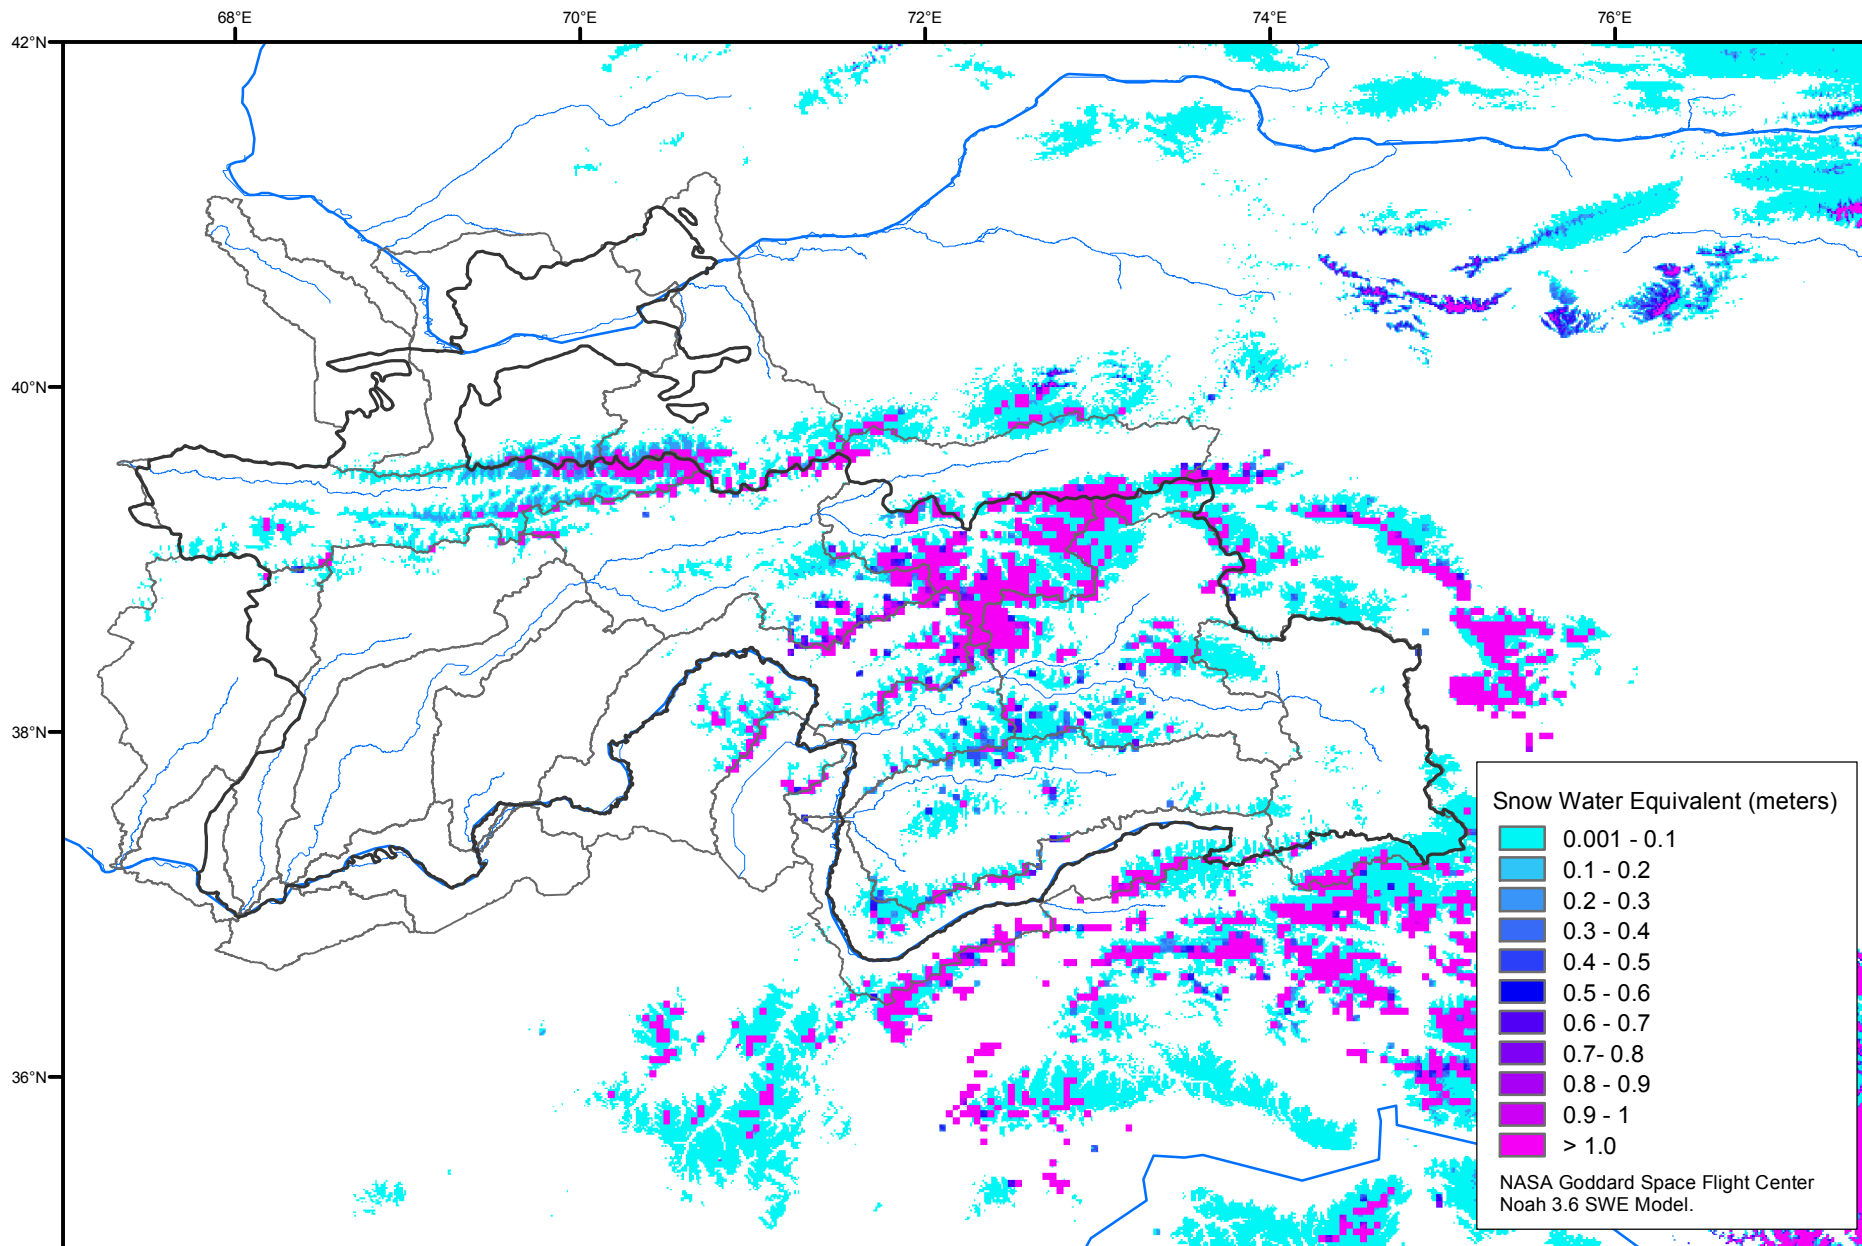 68°E 70°E 72°E 74°E 76°E
42°N
40°N
38°N
36°N
Snow Water Equivalent (meters)
0.001 - 0.1
0.1 - 0.2
0.2 - 0.3
0.3 - 0.4
0.4 - 0.5
0.5 - 0.6
0.6 - 0.7
0.7- 0.8
0.8 - 0.9
0.9 - 1
> 1.0
NASA Goddard Space Flight Center
Noah 3.6 SWE Model.